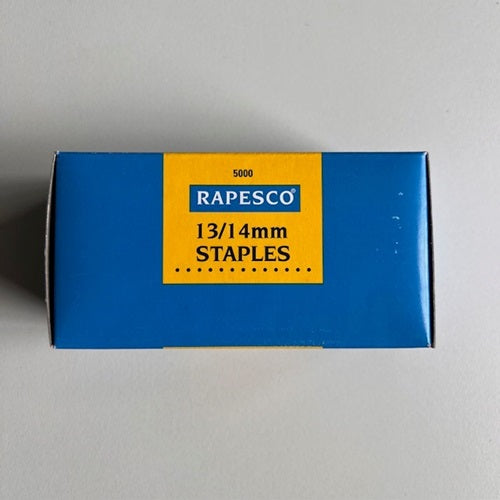 5000
RAPESCO®
13/14mm
STAPLES